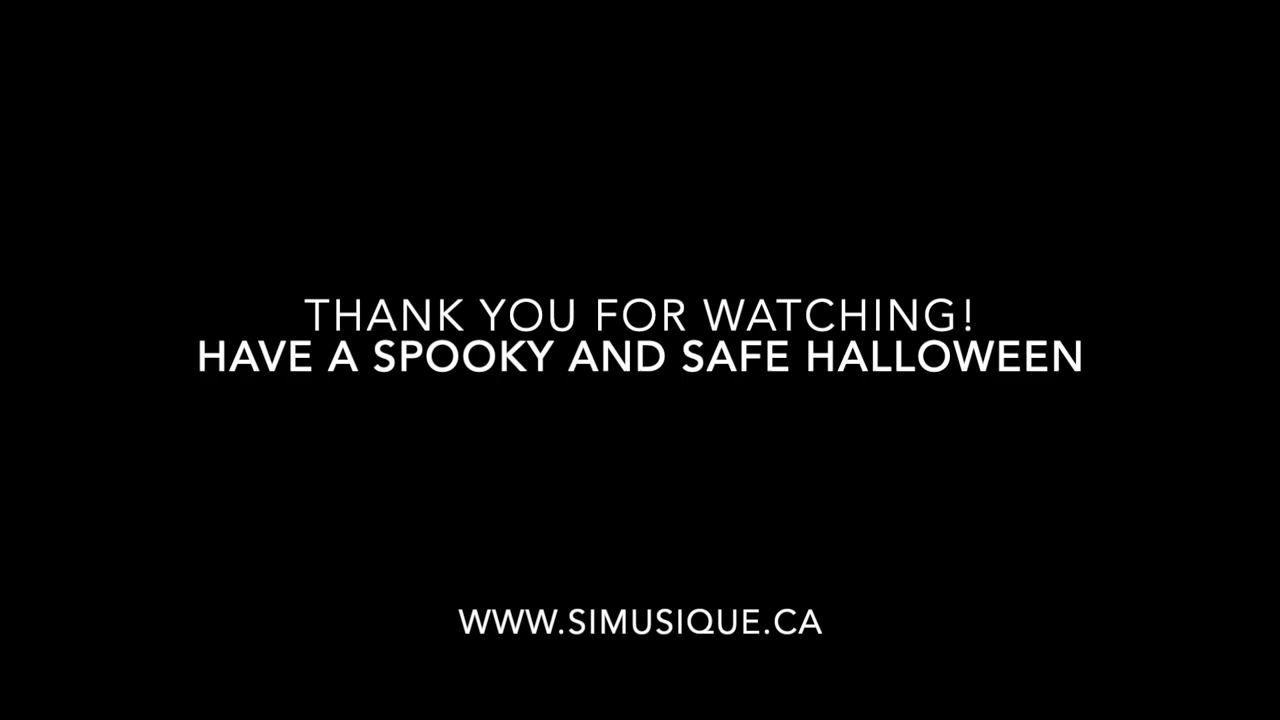 THANK YOU FOR WATCHING!
HAVE A SPOOKY AND SAFE HALLOWEEN
WWW.SIMUSIQUE.CA